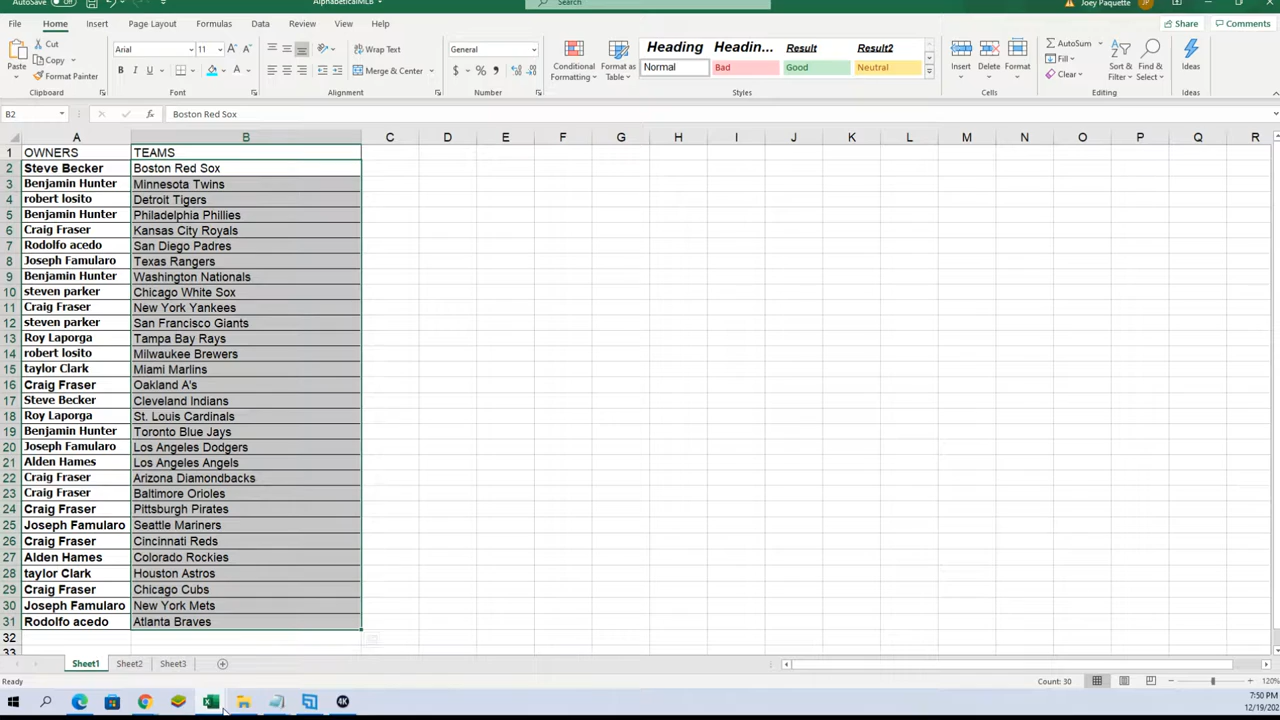 AutoSave Off
AlphabeticalMLB
Search
Joey Paquette
JP
File Home Insert Page Layout Formulas Data Review View Help
Share Comments
Paste
Cut
Copy
Format Painter
Clipboard
Arial 11
B I U
Font
Wrap Text
Merge & Center
Alignment
General
$ % ,
Number
Conditional Formatting
Format as Table
Heading Headin... Result Result2
Normal Bad Good Neutral
Styles
Insert Delete Format
Cells
AutoSum
Fill
Clear
Sort & Filter
Find & Select
Editing
Ideas
Ideas
B2 fx Boston Red Sox
A B C D E F G H I J K L M N O P Q R
1 OWNERS TEAMS
2 Steve Becker Boston Red Sox
3 Benjamin Hunter Minnesota Twins
4 robert losito Detroit Tigers
5 Benjamin Hunter Philadelphia Phillies
6 Craig Fraser Kansas City Royals
7 Rodolfo acedo San Diego Padres
8 Joseph Famularo Texas Rangers
9 Benjamin Hunter Washington Nationals
10 steven parker Chicago White Sox
11 Craig Fraser New York Yankees
12 steven parker San Francisco Giants
13 Roy Laporga Tampa Bay Rays
14 robert losito Milwaukee Brewers
15 taylor Clark Miami Marlins
16 Craig Fraser Oakland A's
17 Steve Becker Cleveland Indians
18 Roy Laporga St. Louis Cardinals
19 Benjamin Hunter Toronto Blue Jays
20 Joseph Famularo Los Angeles Dodgers
21 Alden Hames Los Angeles Angels
22 Craig Fraser Arizona Diamondbacks
23 Craig Fraser Baltimore Orioles
24 Craig Fraser Pittsburgh Pirates
25 Joseph Famularo Seattle Mariners
26 Craig Fraser Cincinnati Reds
27 Alden Hames Colorado Rockies
28 taylor Clark Houston Astros
29 Craig Fraser Chicago Cubs
30 Joseph Famularo New York Mets
31 Rodolfo acedo Atlanta Braves
32
33
Sheet1 Sheet2 Sheet3
Ready
Count: 30
120%
4K
7:50 PM
12/19/202